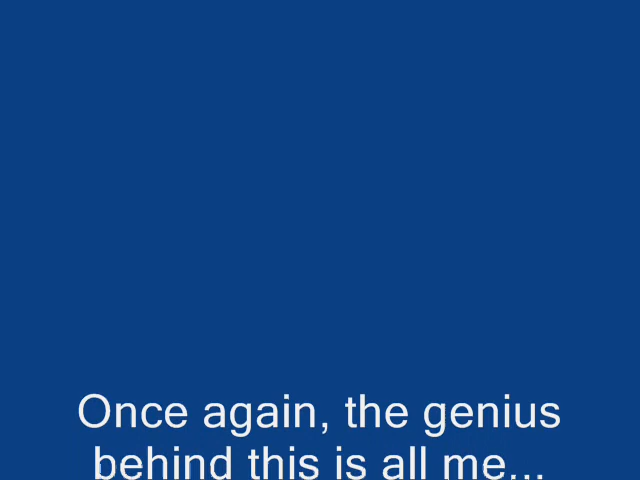 Once again, the genius
behind this is all me...